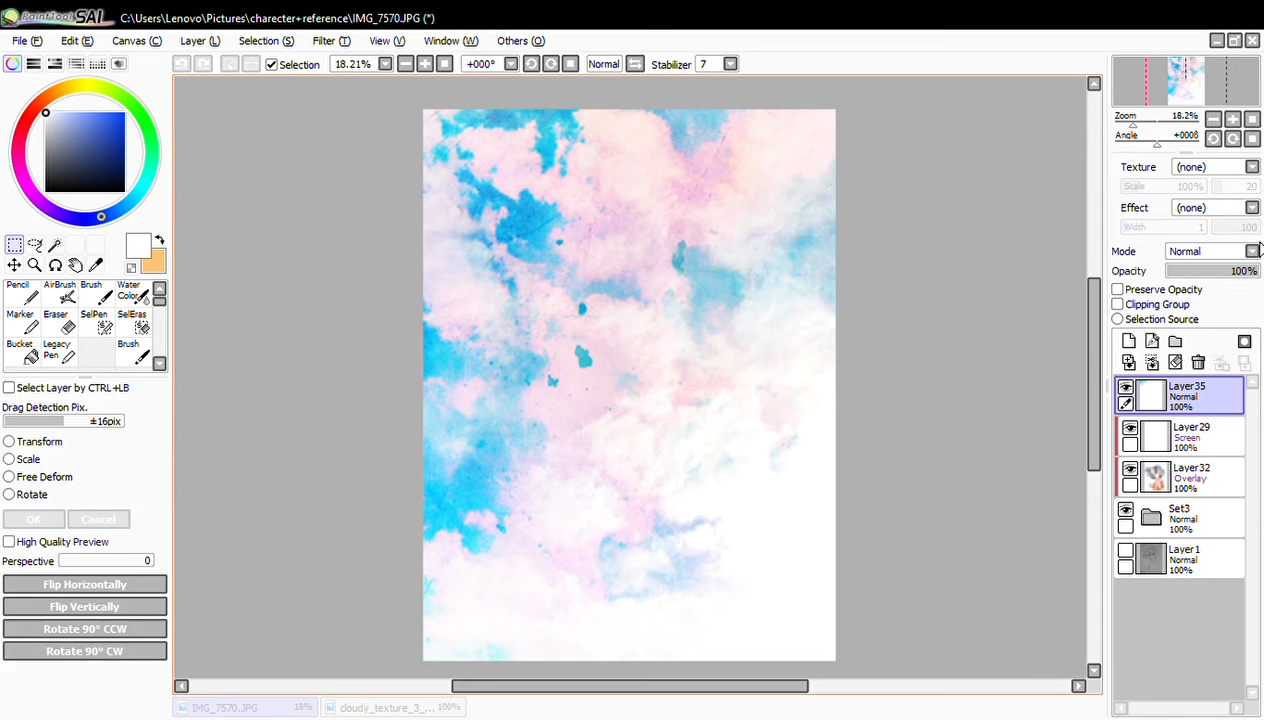 PaintTool SAI C:\Users\Lenovo\Pictures\charecter+reference\IMG_7570.JPG (*)
File (F) Edit (E) Canvas (C) Layer (L) Selection (S) Filter (T) View (V) Window (W) Others (O)
Selection 18.21% +000° Normal Stabilizer 7
Zoom 18.2%
Angle +000δ
Texture (none)
Scale 100% 20
Effect (none)
Width 1 100
Mode Normal
Opacity 100%
Preserve Opacity
Clipping Group
Selection Source
Pencil AirBrush Brush Water Color
Marker Eraser SelPen SelEras
Bucket Legacy Pen Brush
Select Layer by CTRL+LB
Drag Detection Pix.
±16pix
Transform
Scale
Free Deform
Rotate
OK Cancel
High Quality Preview
Perspective 0
Flip Horizontally
Flip Vertically
Rotate 90° CCW
Rotate 90° CW
Layer35
Normal
100%
Layer29
Screen
100%
Layer32
Overlay
100%
Set3
Normal
100%
Layer1
Normal
100%
IMG_7570.JPG 18% cloudy_texture_3_... 100%